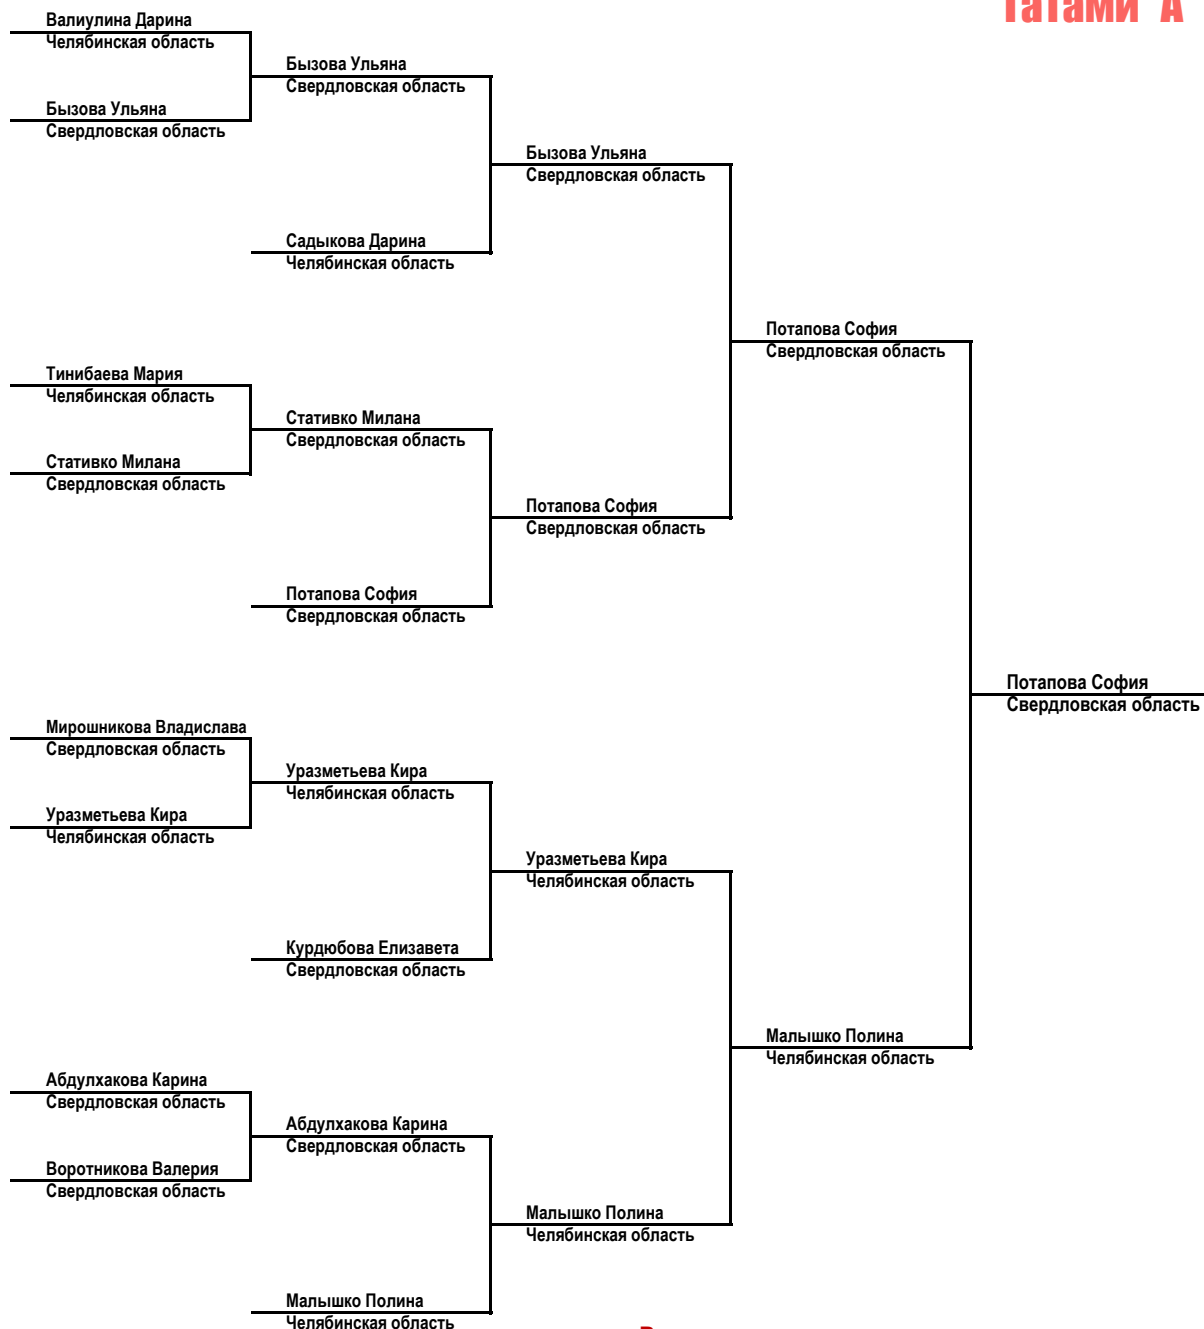 Татами А
Валиулина Дарина
Челябинская область
Бызова Ульяна
Свердловская область
Бызова Ульяна
Свердловская область
Бызова Ульяна
Свердловская область
Садыкова Дарина
Челябинская область
Потапова София
Свердловская область
Тинибаева Мария
Челябинская область
Стативко Милана
Свердловская область
Стативко Милана
Свердловская область
Потапова София
Свердловская область
Потапова София
Свердловская область
Потапова София
Свердловская область
Мирошникова Владислава
Свердловская область
Уразметьева Кира
Челябинская область
Уразметьева Кира
Челябинская область
Уразметьева Кира
Челябинская область
Курдюбова Елизавета
Свердловская область
Малышко Полина
Челябинская область
Абдулхакова Карина
Свердловская область
Абдулхакова Карина
Свердловская область
Воротникова Валерия
Свердловская область
Малышко Полина
Челябинская область
Малышко Полина
Челябинская область